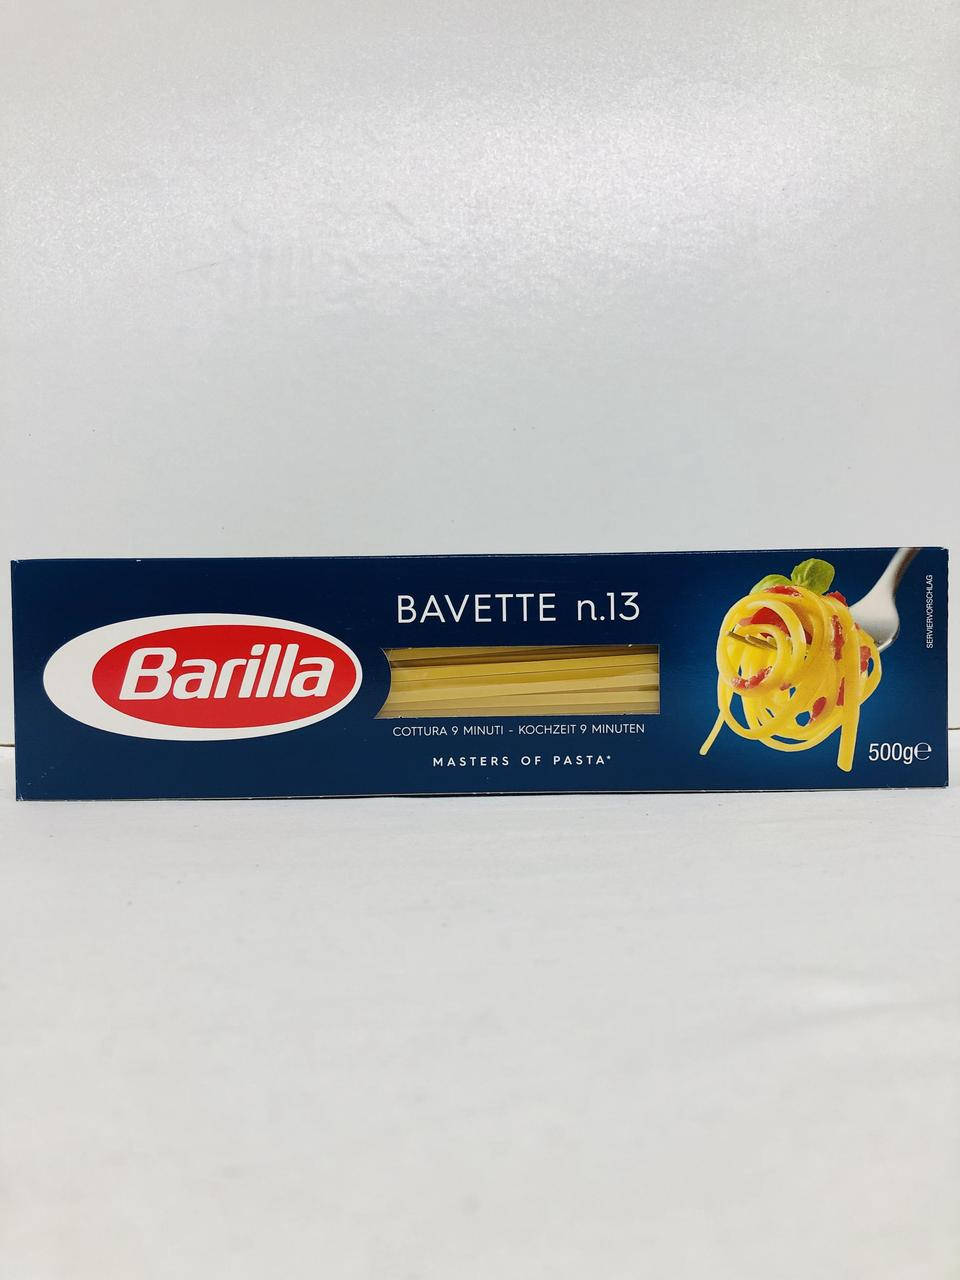 Barilla
BAVETTE n.13
COTTURA 9 MINUTI - KOCHZEIT 9 MINUTEN
MASTERS OF PASTA*
SERVIERVORSCHLAG
500g℮